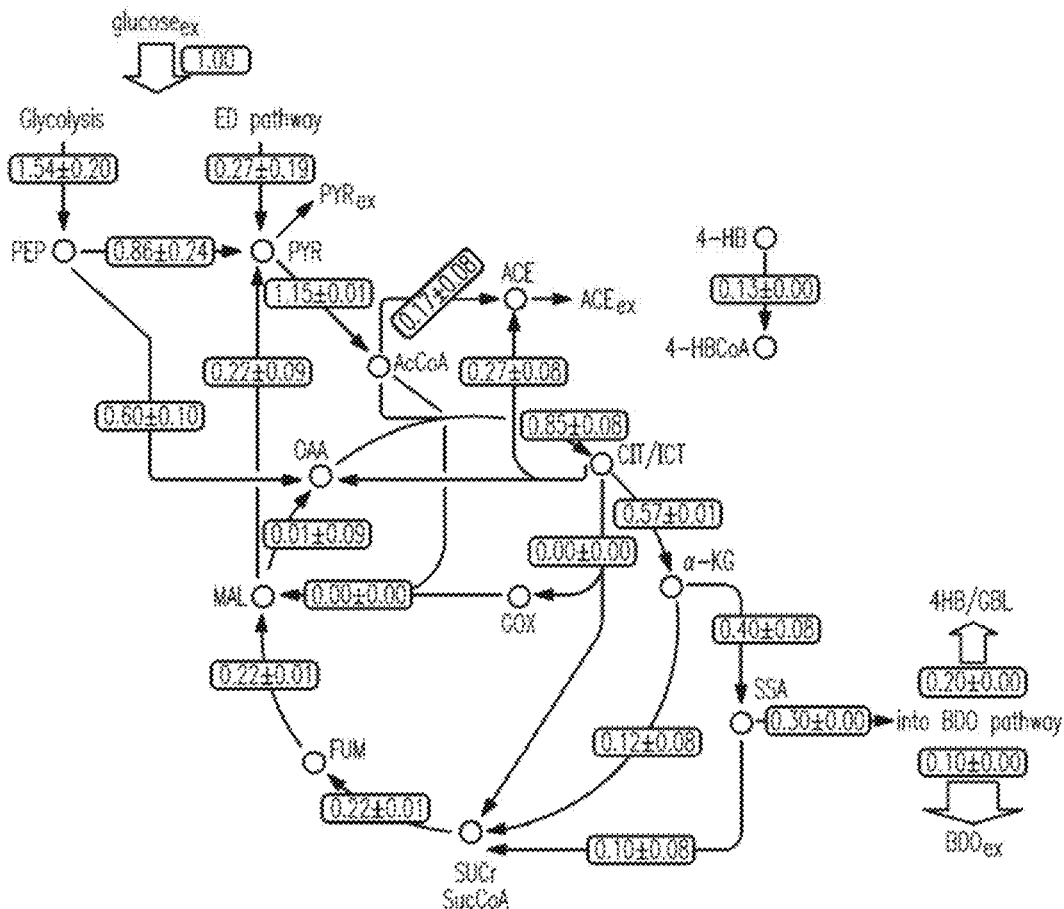 glucose_ex
1.00
Glycolysis
ED pathway
1.54±0.20
0.27±0.19
PYR_ex
PEP
0.86±0.24
PYR
4-HB
ACE
0.17±0.08
1.15±0.01
0.13±0.00
ACE_ex
4-HBCoA
AcCoA
0.22±0.09
0.27±0.08
0.60±0.10
0.85±0.08
OAA
CIT/ICT
0.57±0.01
0.01±0.09
0.00±0.00
α-KG
MAL
0.00±0.00
GOX
4HB/GBL
0.40±0.08
0.22±0.01
0.20±0.00
SSA
0.30±0.00
into BDO pathway
0.12±0.08
FUM
0.10±0.00
0.22±0.01
0.10±0.08
BDO_ex
SUCr
SucCoA